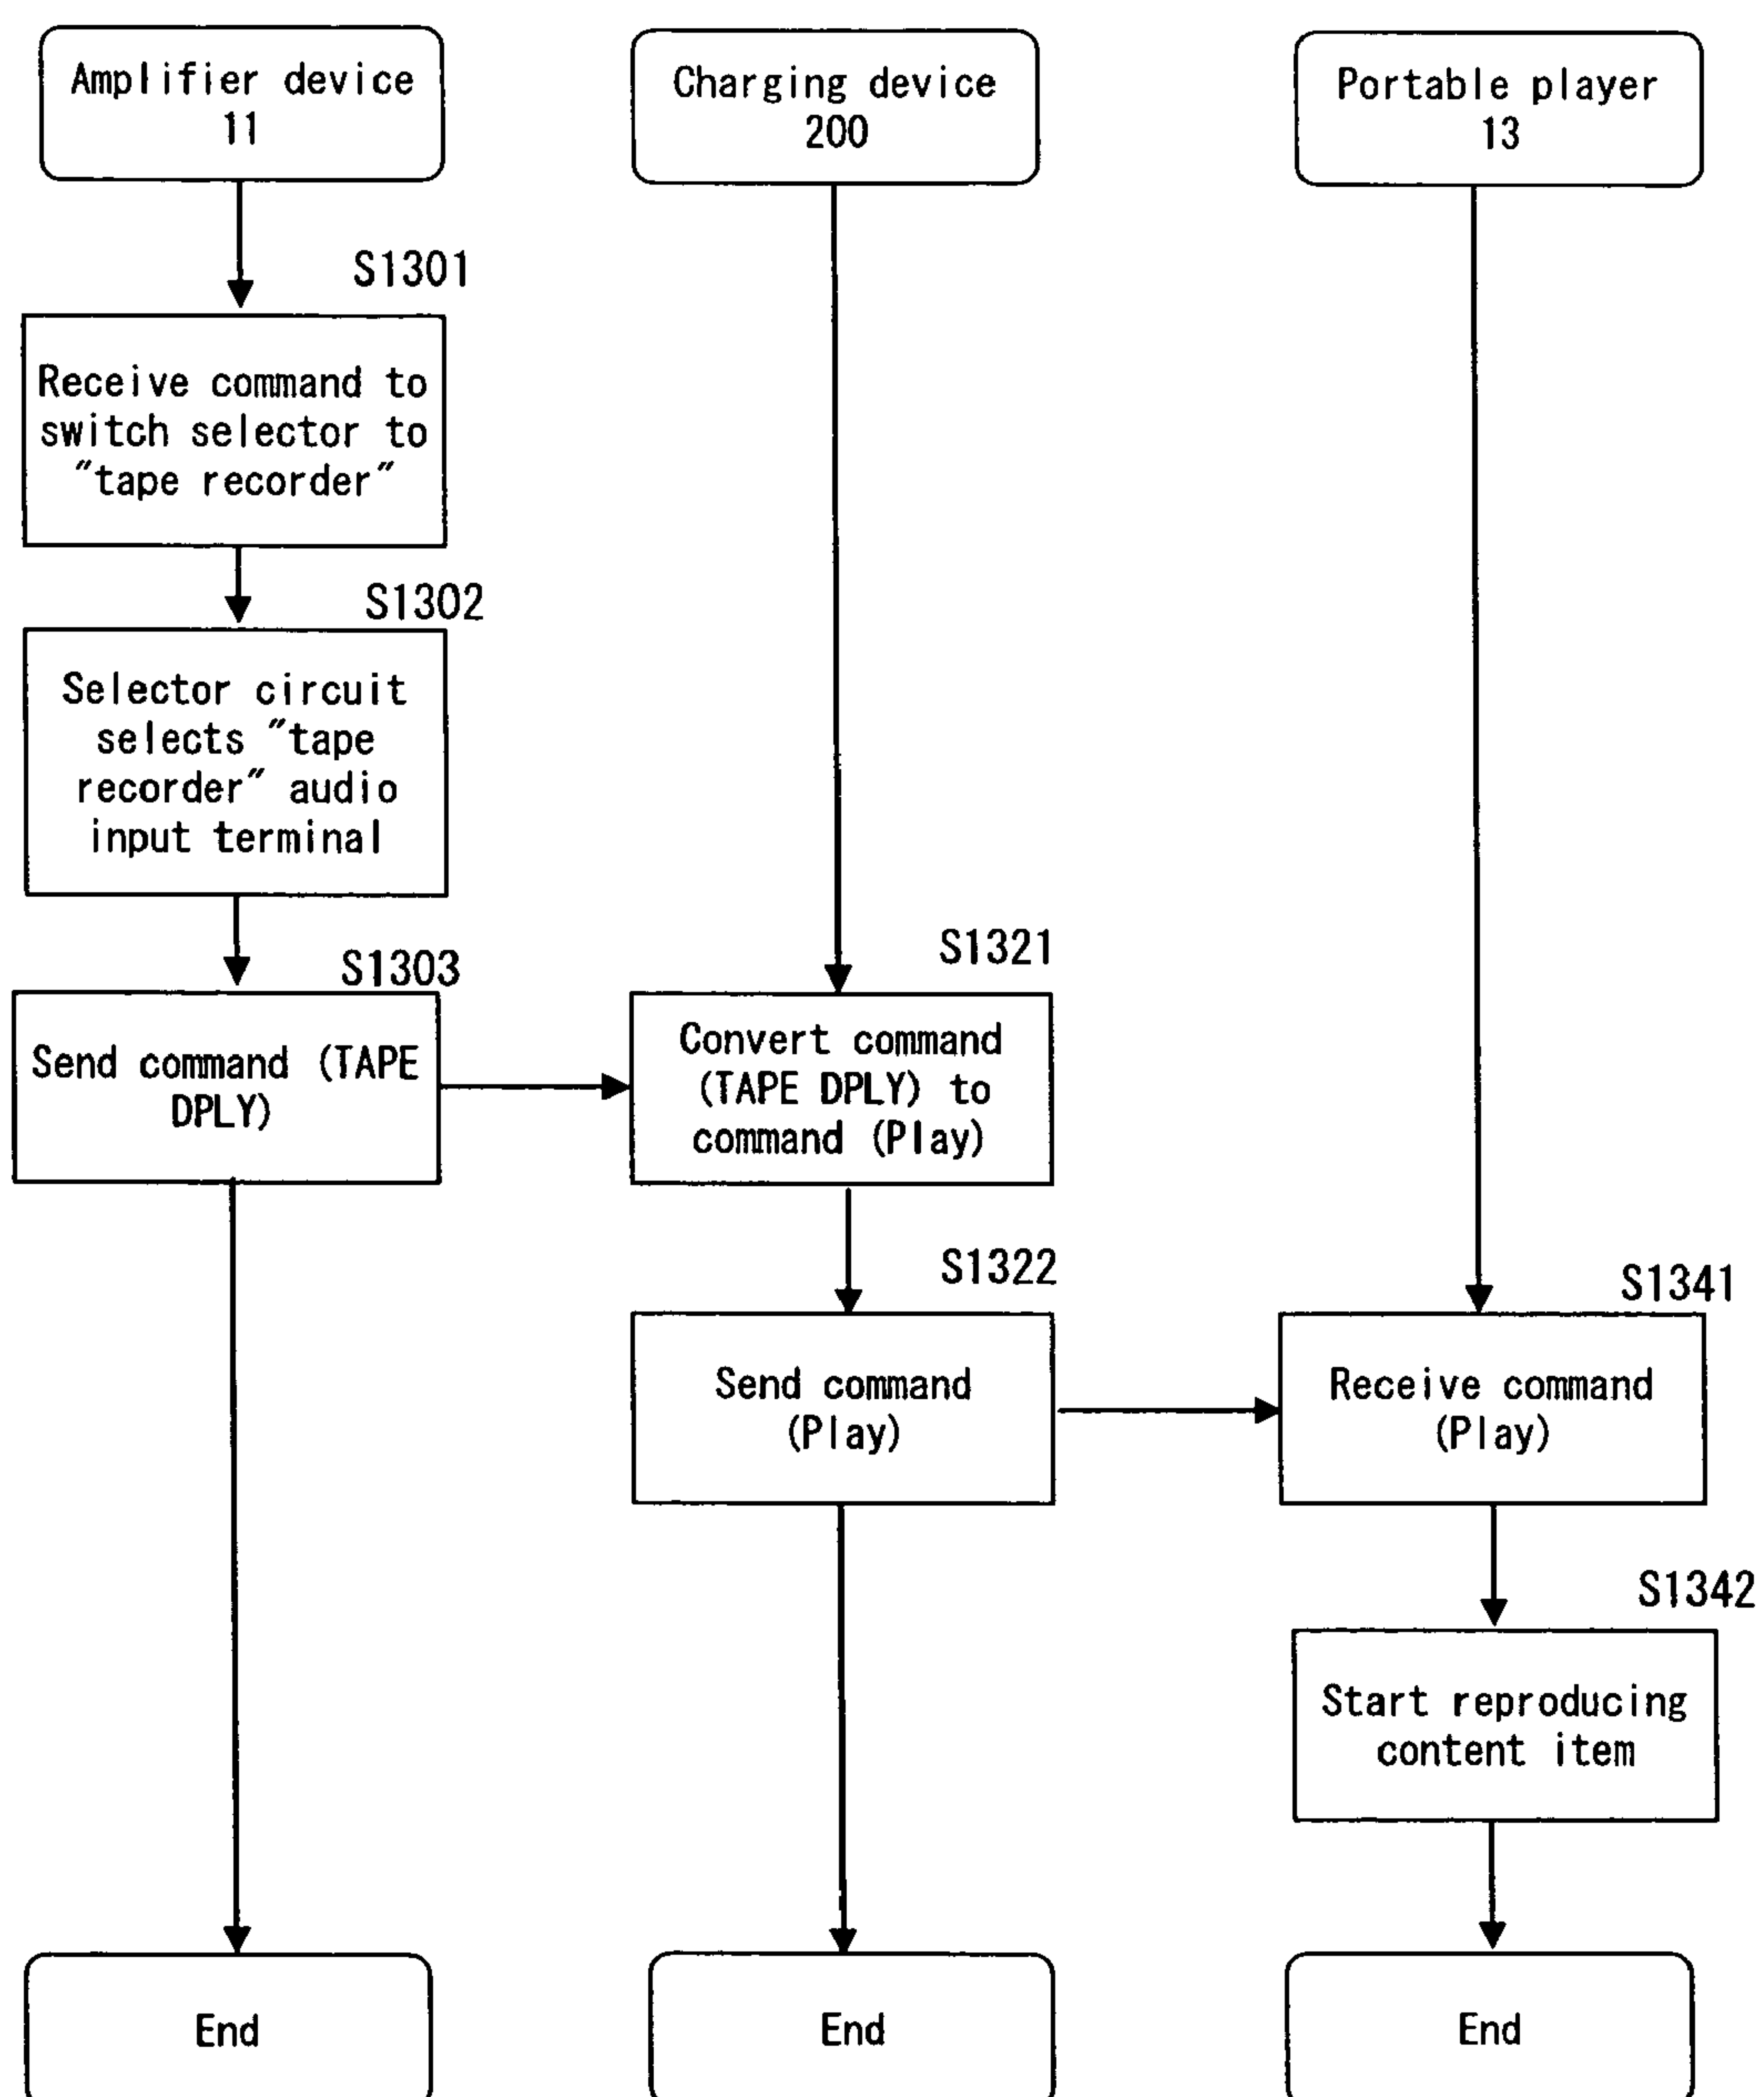 Amplifier device
11
Charging device
200
Portable player
13
S1301
Receive command to
switch selector to
"tape recorder"
S1302
Selector circuit
selects "tape
recorder" audio
input terminal
S1303
Send command (TAPE
DPLY)
S1321
Convert command
(TAPE DPLY) to
command (Play)
S1322
Send command
(Play)
S1341
Receive command
(Play)
S1342
Start reproducing
content item
End
End
End